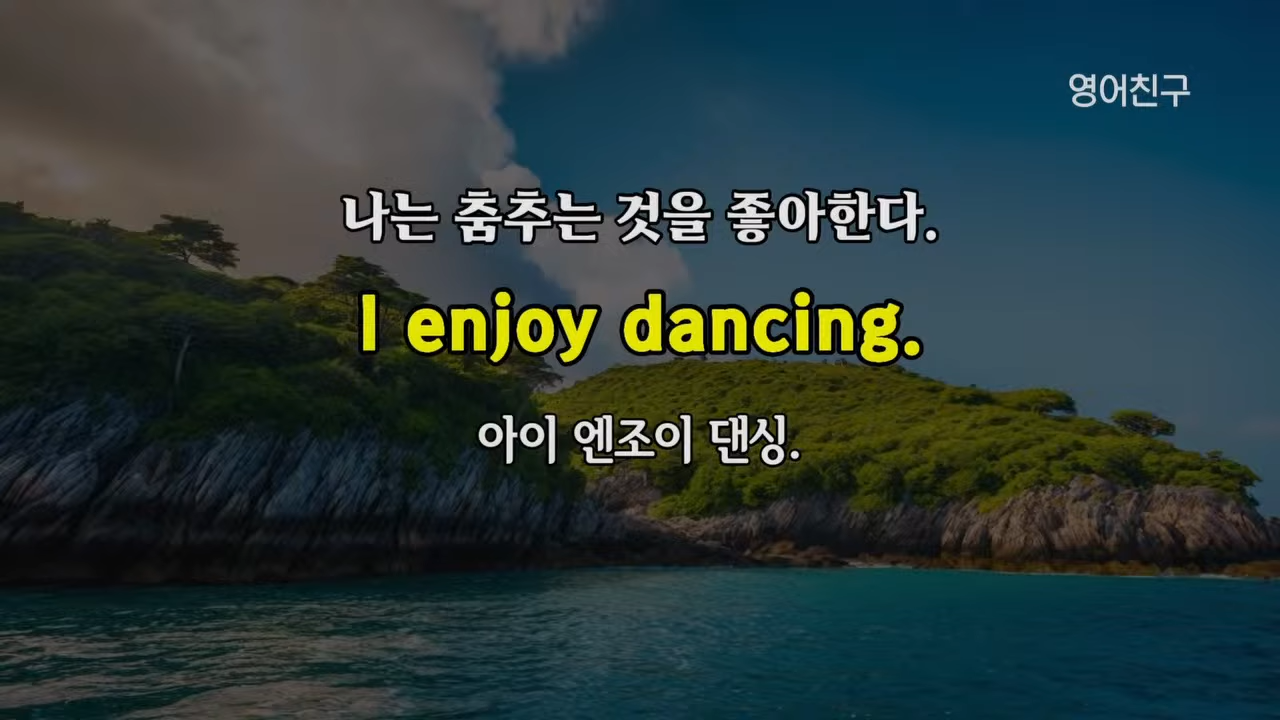 영어친구
나는 춤추는 것을 좋아한다.
I enjoy dancing.
아이 엔조이 댄싱.